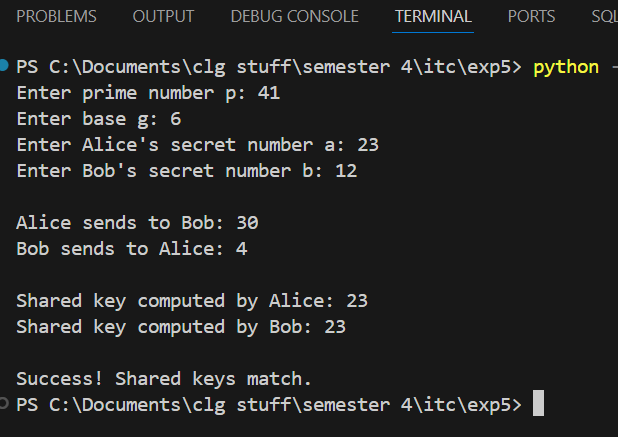 PROBLEMS OUTPUT DEBUG CONSOLE TERMINAL PORTS SQL
PS C:\Documents\clg stuff\semester 4\itc\exp5> python -
Enter prime number p: 41
Enter base g: 6
Enter Alice's secret number a: 23
Enter Bob's secret number b: 12
Alice sends to Bob: 30
Bob sends to Alice: 4
Shared key computed by Alice: 23
Shared key computed by Bob: 23
Success! Shared keys match.
PS C:\Documents\clg stuff\semester 4\itc\exp5>